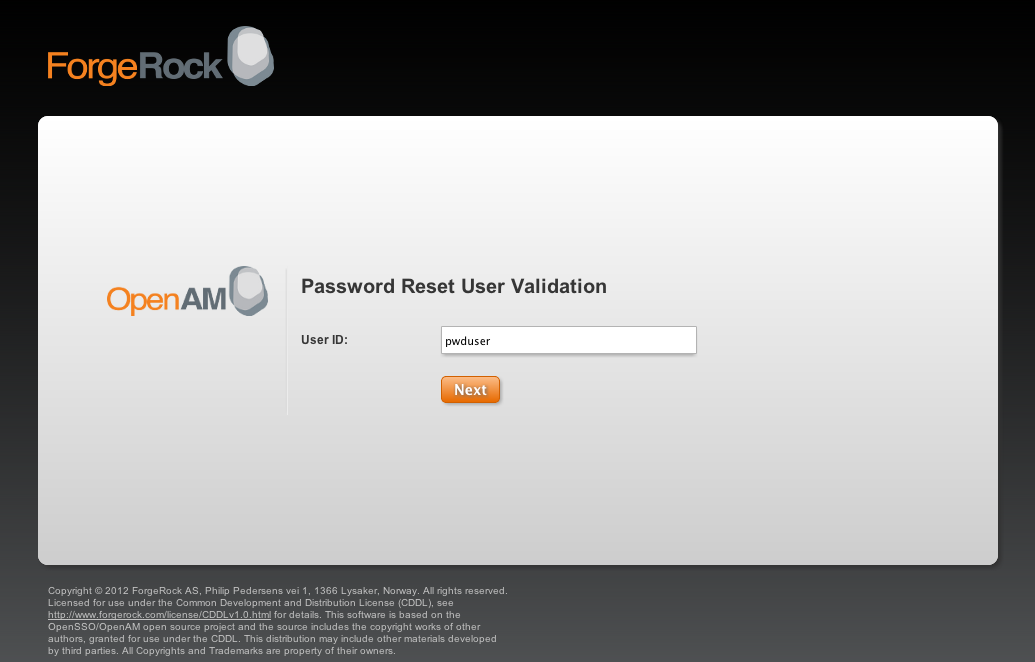 ForgeRock
OpenAM
Password Reset User Validation
User ID:
pwduser
Next
Copyright © 2012 ForgeRock AS, Philip Pedersens vei 1, 1366 Lysaker, Norway. All rights reserved.
Licensed for use under the Common Development and Distribution License (CDDL), see
http://www.forgerock.com/license/CDDLv1.0.html for details. This software is based on the
OpenSSO/OpenAM open source project and the source includes the copyright works of other
authors, granted for use under the CDDL. This distribution may include other materials developed
by third parties. All Copyrights and Trademarks are property of their owners.